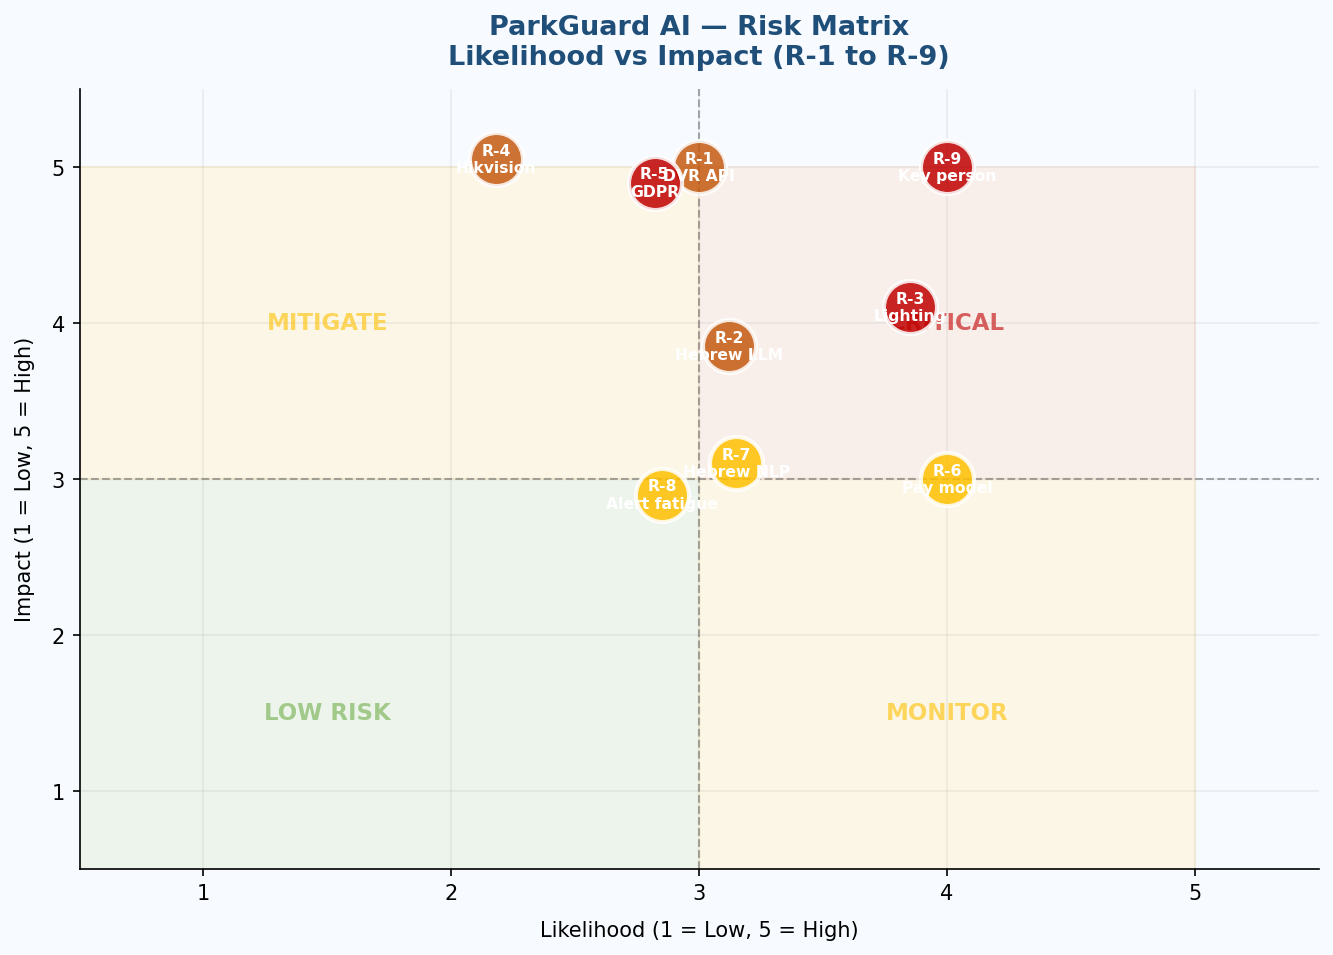 ParkGuard AI — Risk Matrix
Likelihood vs Impact (R-1 to R-9)
Impact (1 = Low, 5 = High)
5
4
3
2
1
R-4
Hikvision
R-5
GDPR
R-1
DVR API
R-9
Key person
R-3
Lighting
MITIGATE
CRITICAL
R-2
Hebrew LLM
R-7
Hebrew NLP
R-8
Alert fatigue
R-6
Pay model
LOW RISK
MONITOR
1
2
3
4
5
Likelihood (1 = Low, 5 = High)